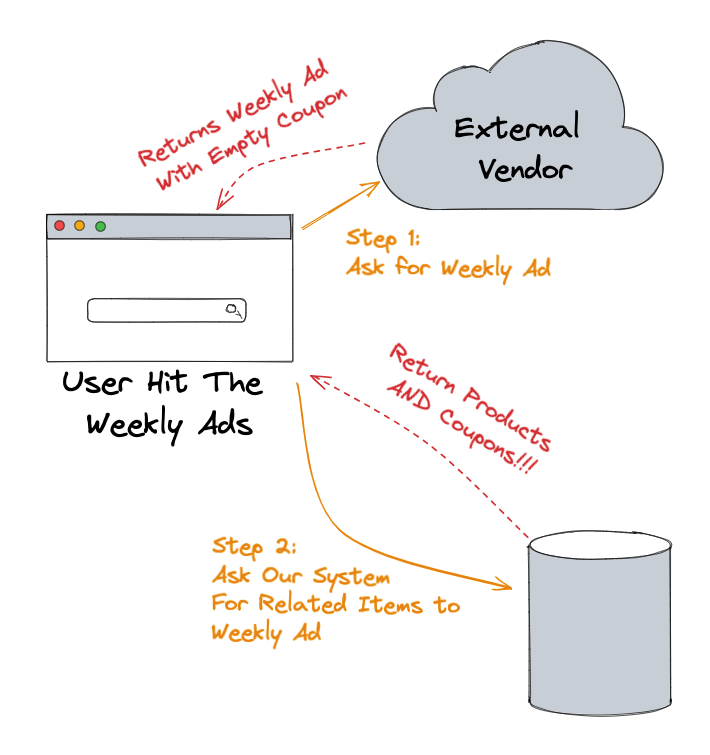 Returns Weekly Ad
With Empty Coupon
External
Vendor
Step 1:
Ask for Weekly Ad
User Hit The
Weekly Ads
Return Products
AND Coupons!!!
Step 2:
Ask Our System
For Related Items to
Weekly Ad